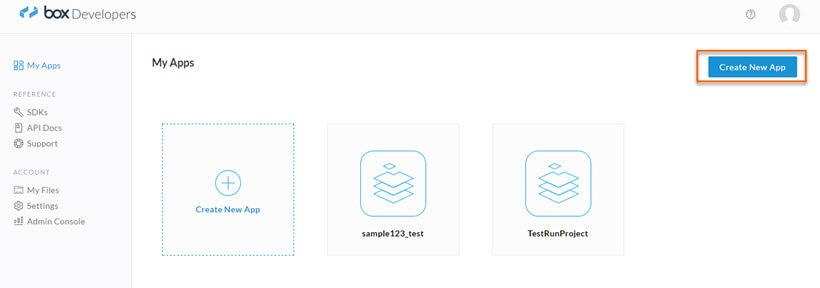 box Developers
My Apps
REFERENCE
SDKs
API Docs
Support
ACCOUNT
My Files
Settings
Admin Console
My Apps
Create New App
Create New App
sample123_test
TestRunProject